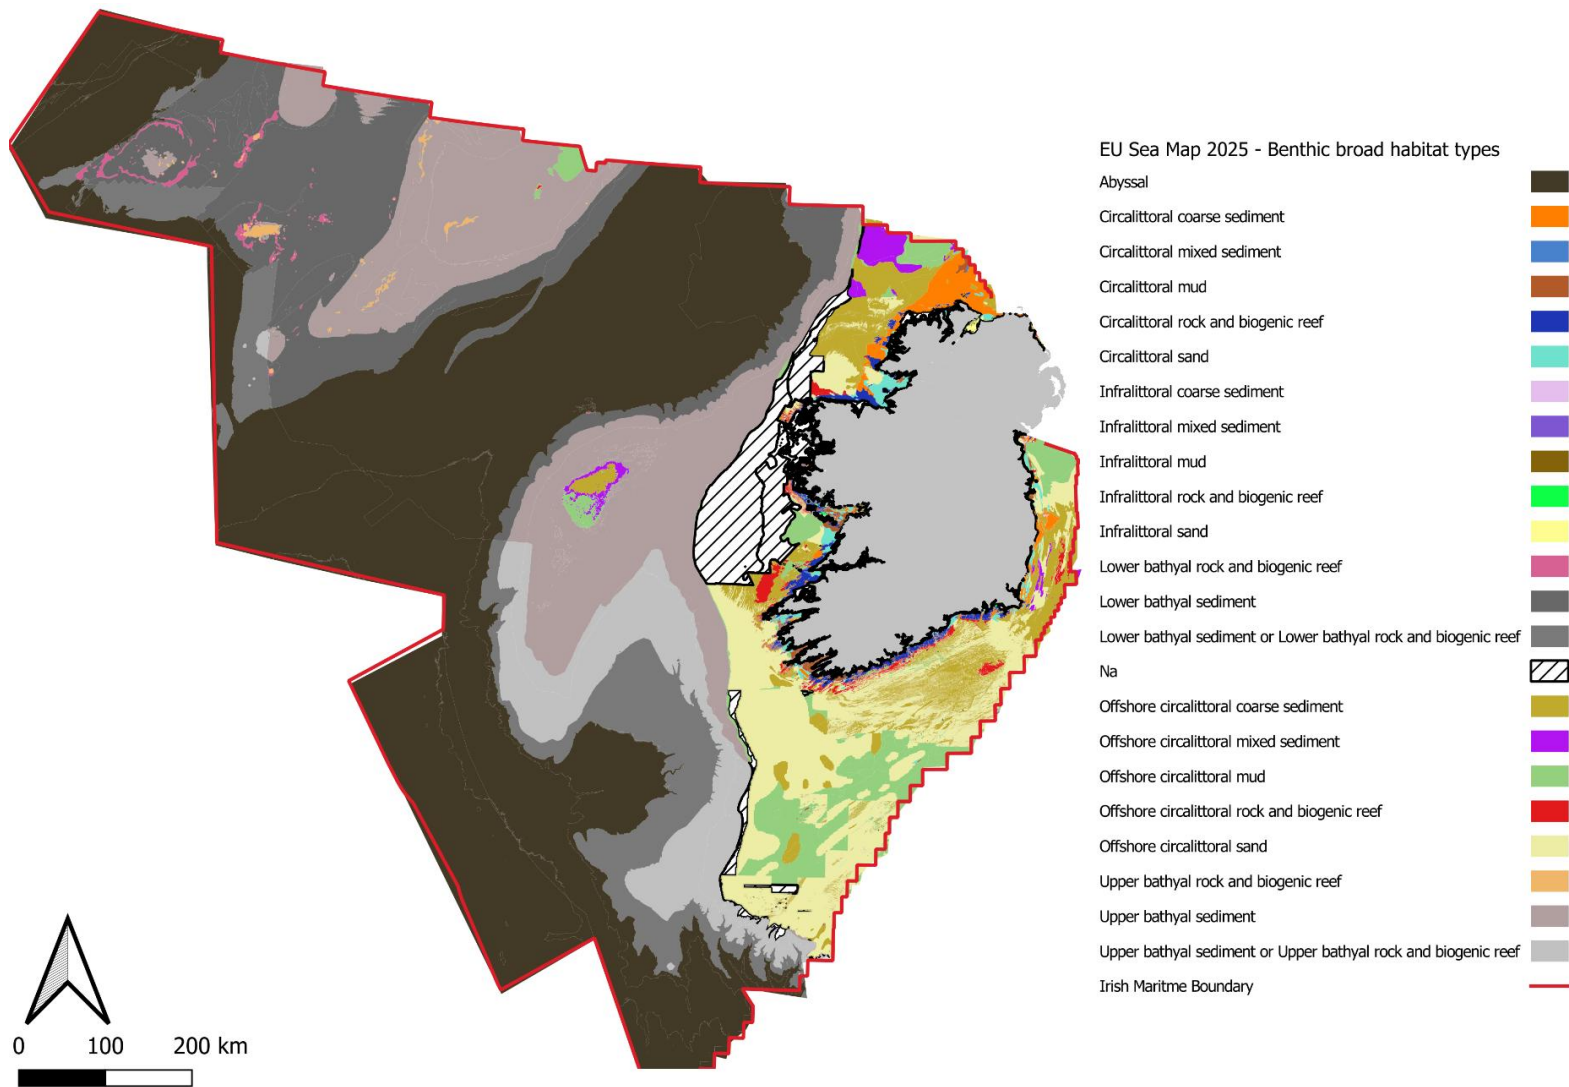 EU Sea Map 2025 - Benthic broad habitat types
Abyssal
Circalittoral coarse sediment
Circalittoral mixed sediment
Circalittoral mud
Circalittoral rock and biogenic reef
Circalittoral sand
Infralittoral coarse sediment
Infralittoral mixed sediment
Infralittoral mud
Infralittoral rock and biogenic reef
Infralittoral sand
Lower bathyal rock and biogenic reef
Lower bathyal sediment
Lower bathyal sediment or Lower bathyal rock and biogenic reef
Na
Offshore circalittoral coarse sediment
Offshore circalittoral mixed sediment
Offshore circalittoral mud
Offshore circalittoral rock and biogenic reef
Offshore circalittoral sand
Upper bathyal rock and biogenic reef
Upper bathyal sediment
Upper bathyal sediment or Upper bathyal rock and biogenic reef
Irish Maritme Boundary
0 100 200 km